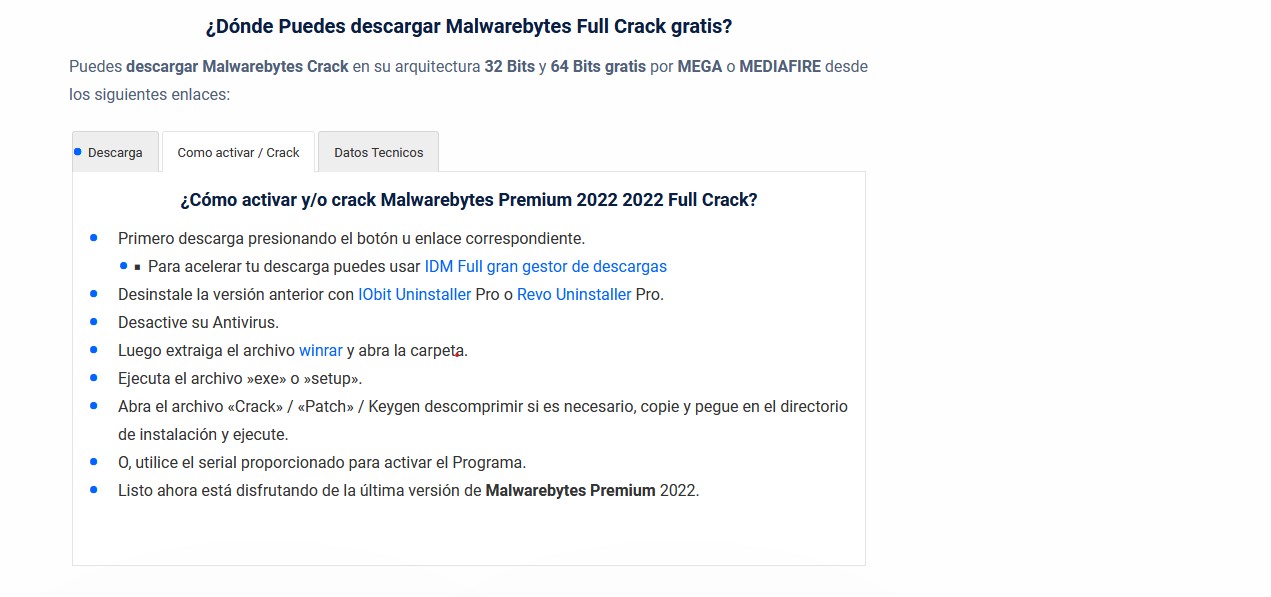 ¿Dónde Puedes descargar Malwarebytes Full Crack gratis?
Puedes descargar Malwarebytes Crack en su arquitectura 32 Bits y 64 Bits gratis por MEGA o MEDIAFIRE desde
los siguientes enlaces:
Descarga
Como activar / Crack
Datos Tecnicos
¿Cómo activar y/o crack Malwarebytes Premium 2022 2022 Full Crack?
Primero descarga presionando el botón u enlace correspondiente.
Para acelerar tu descarga puedes usar IDM Full gran gestor de descargas
Desinstale la versión anterior con IObit Uninstaller Pro o Revo Uninstaller Pro.
Desactive su Antivirus.
Luego extraiga el archivo winrar y abra la carpeta.
Ejecuta el archivo »exe» o »setup».
Abra el archivo «Crack» / «Patch» / Keygen descomprimir si es necesario, copie y pegue en el directorio
de instalación y ejecute.
O, utilice el serial proporcionado para activar el Programa.
Listo ahora está disfrutando de la última versión de Malwarebytes Premium 2022.